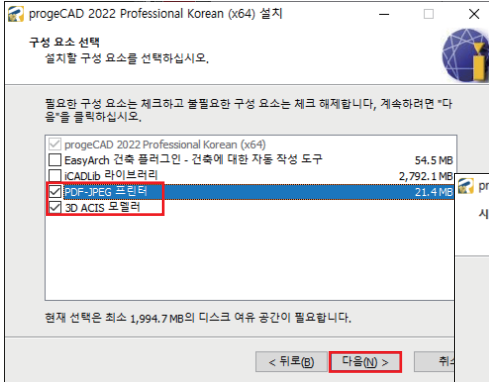 progeCAD 2022 Professional Korean (x64) 설치
구성 요소 선택
설치할 구성 요소를 선택하십시오.
필요한 구성 요소는 체크하고 불필요한 구성 요소는 체크 해제합니다, 계속하려면 "다
음"을 클릭하십시오.
progeCAD 2022 Professional Korean (x64)
EasyArch 건축 플러그인 - 건축에 대한 자동 작성 도구 54.5 MB
iCADLib 라이브러리 2,792.1 MB
PDF-JPEG 프린터 21.4 MB
3D ACIS 모델러
현재 선택은 최소 1,994.7 MB의 디스크 여유 공간이 필요합니다.
< 뒤로(B) 다음(N) > 취
pr
시